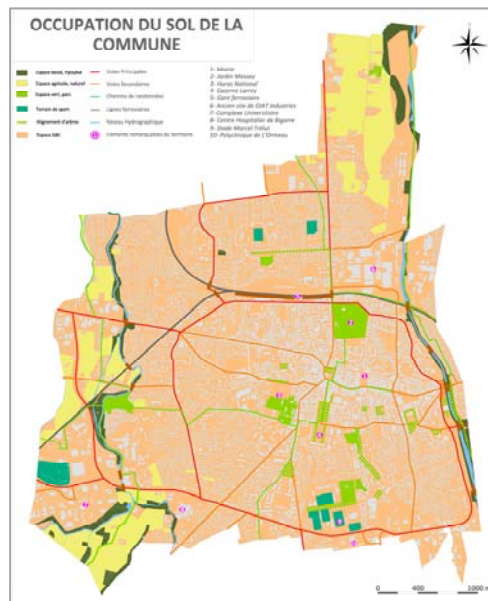 OCCUPATION DU SOL DE LA
COMMUNE
Espace boisé, ripisylve
Espace agricole, naturel
Espace vert, parc
Terrain de sport
Alignement d'arbres
Espace bâti
Voies Principales
Voies Secondaires
Chemins de randonnées
Lignes ferroviaires
Réseau Hydrographique
Eléments remarquables du territoire
2- Jardin Massey
3- Haras National
4- Caserne Larrey
5- Gare ferroviaire
6- Ancien site de GIAT Industries
7- Complexe Universitaire
8- Centre Hospitalier de Bigorre
9- Stade Marcel Trélut
10- Polyclinique de L'Ormeau
0 400 1000 m